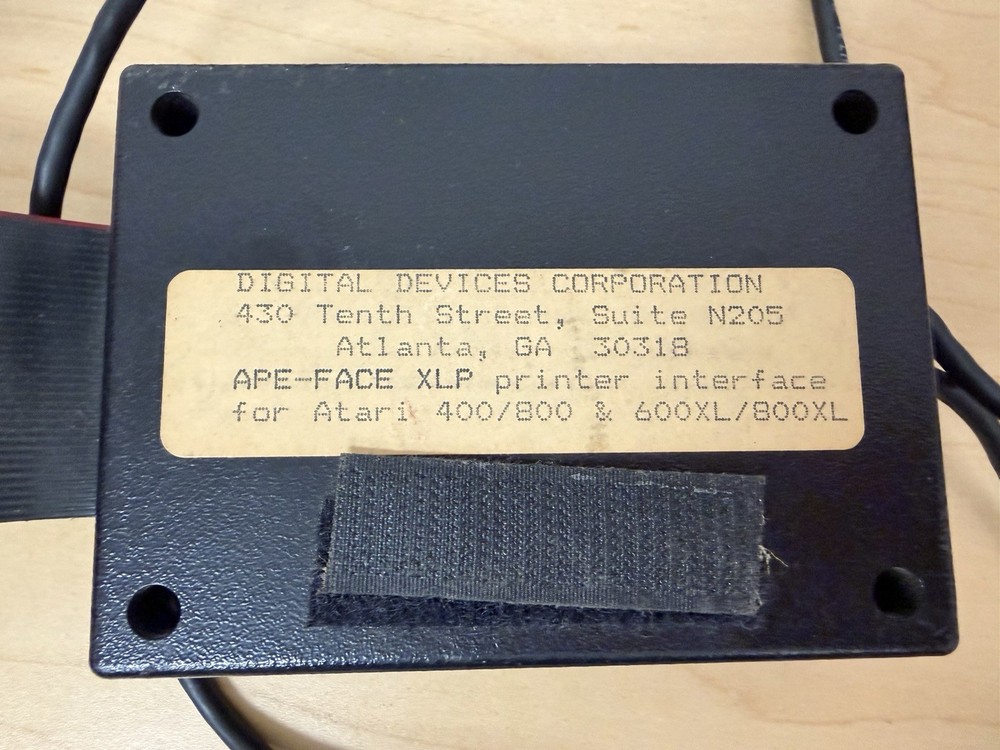 DIGITAL DEVICES CORPORATION
430 Tenth Street, Suite N205
Atlanta, GA 30318
APE-FACE XLP printer interface
for Atari 400/800 & 600XL/800XL